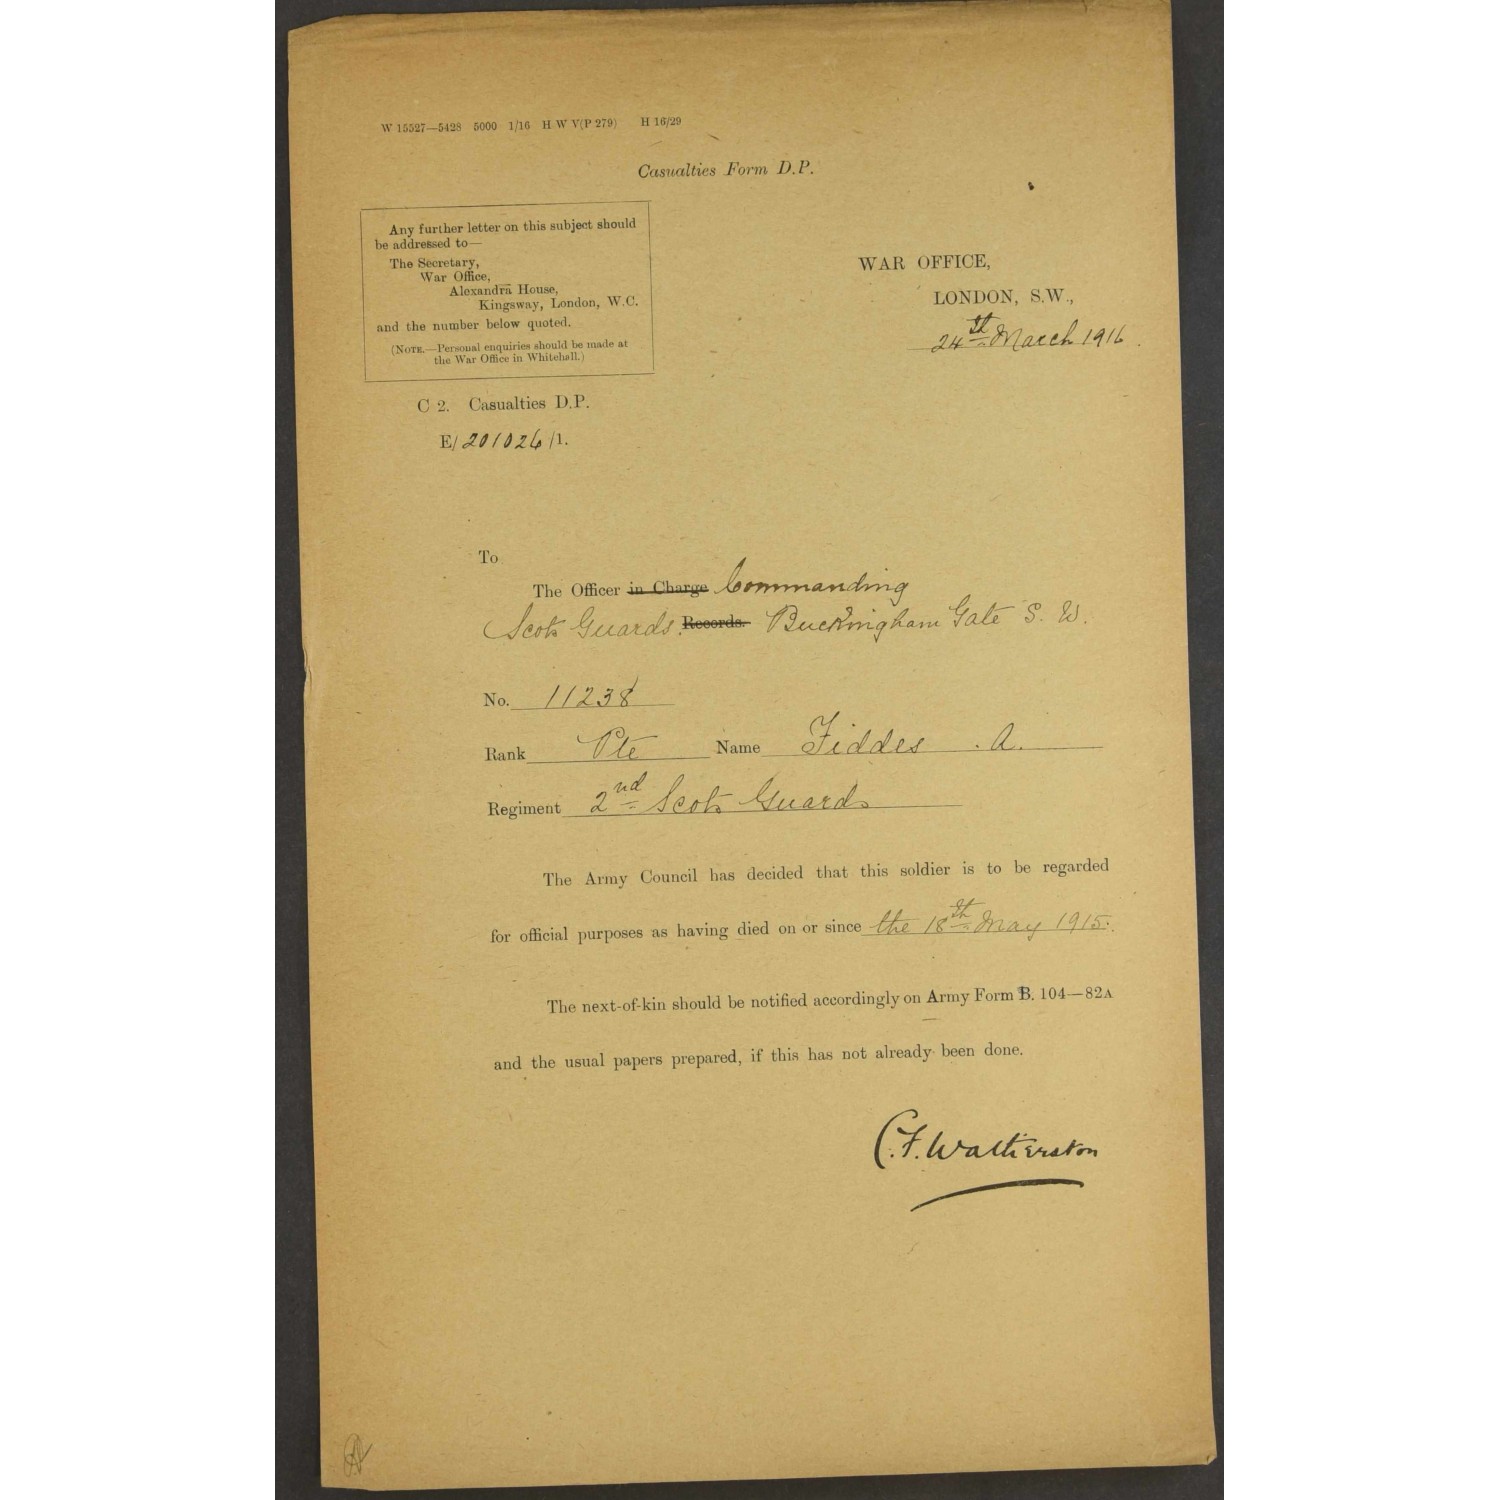 W 15527—5428 5000 1/16 H W V(P 279) H 16/29
Casualties Form D.P.
Any further letter on this subject should
be addressed to—
The Secretary,
War Office,
Alexandra House,
Kingsway, London, W.C.
and the number below quoted.
(NOTE.—Personal enquiries should be made at
the War Office in Whitehall.)
WAR OFFICE,
LONDON, S.W.,
24th March 1916.
C 2. Casualties D.P.
E/201026/1.
To
The Officer in Charge Commanding
Scots Guards. Records. Buckingham Gate S. W.
No. 11238
Rank Pte Name Fiddes . A.
Regiment 2nd Scots Guards
The Army Council has decided that this soldier is to be regarded
for official purposes as having died on or since the 18th May 1915.
The next-of-kin should be notified accordingly on Army Form B. 104—82A
and the usual papers prepared, if this has not already been done.
C.F. Watherston